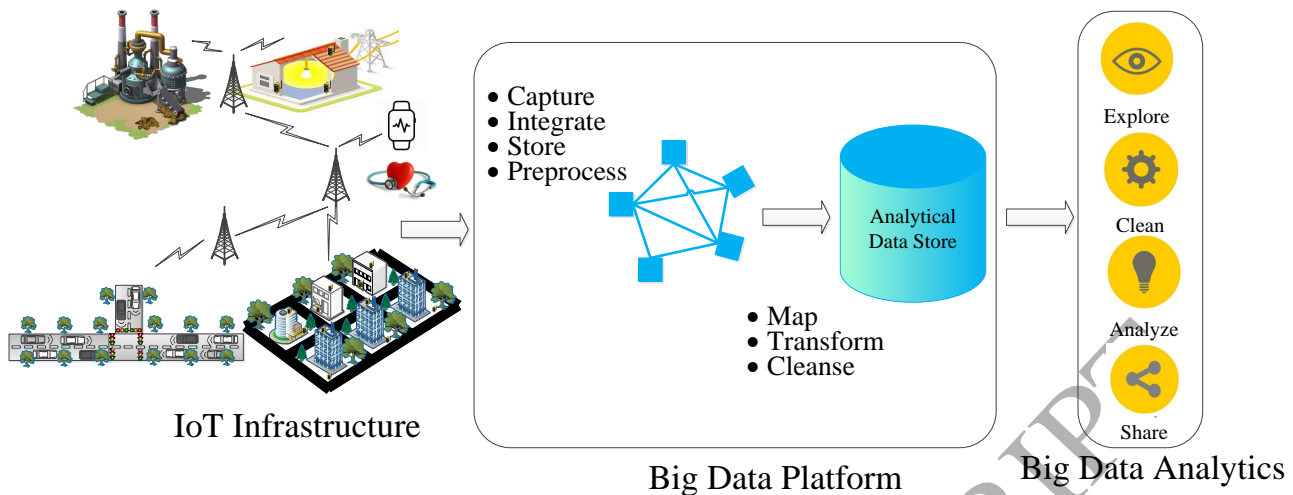 • Capture
• Integrate
• Store
• Preprocess
Analytical
Data Store
• Map
• Transform
• Cleanse
Explore
Clean
Analyze
Share
IoT Infrastructure
Big Data Platform
Big Data Analytics